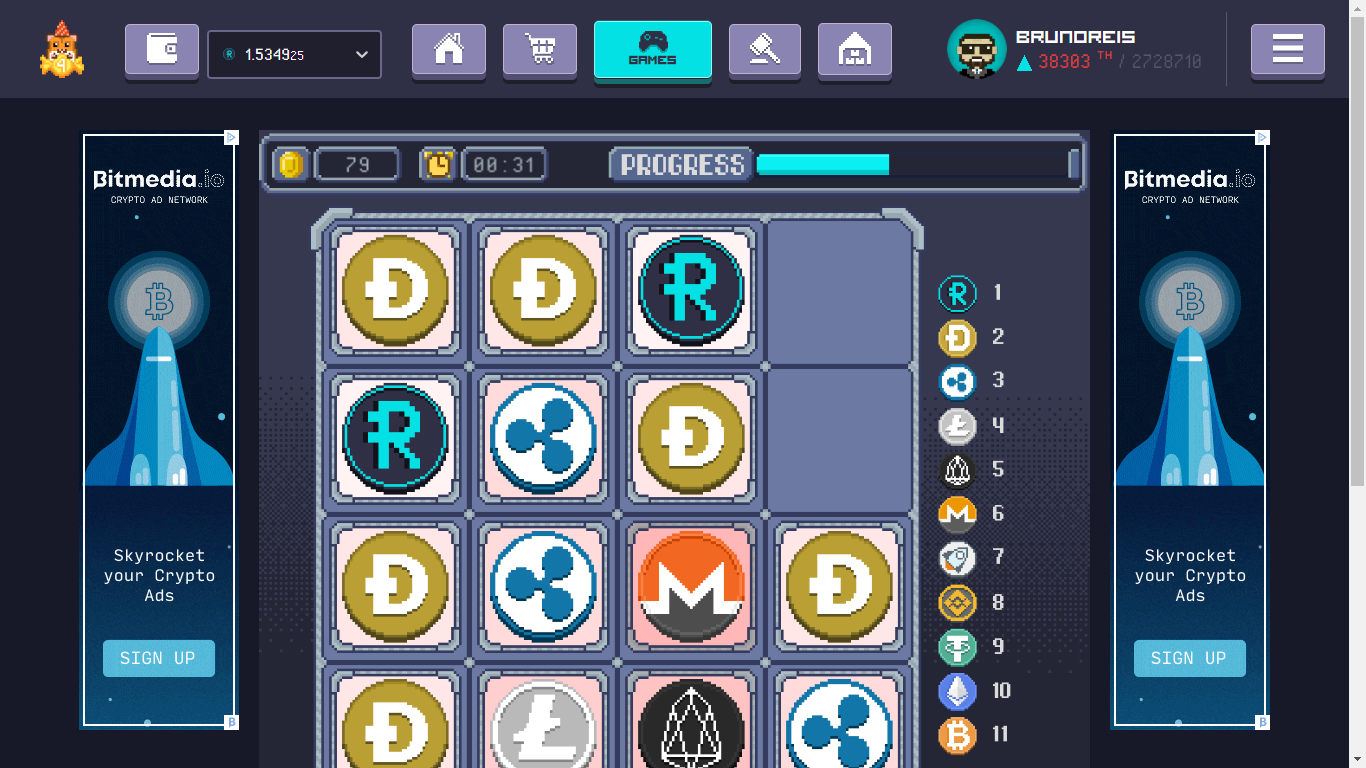 1.534925
GAMES
BRUNOREIS
38303 TH / 2728710
79
00:31
PROGRESS
Bitmedia.io
CRYPTO AD NETWORK
Skyrocket
your Crypto
Ads
SIGN UP
1
2
3
4
5
6
7
8
9
10
11
Bitmedia.io
CRYPTO AD NETWORK
Skyrocket
your Crypto
Ads
SIGN UP